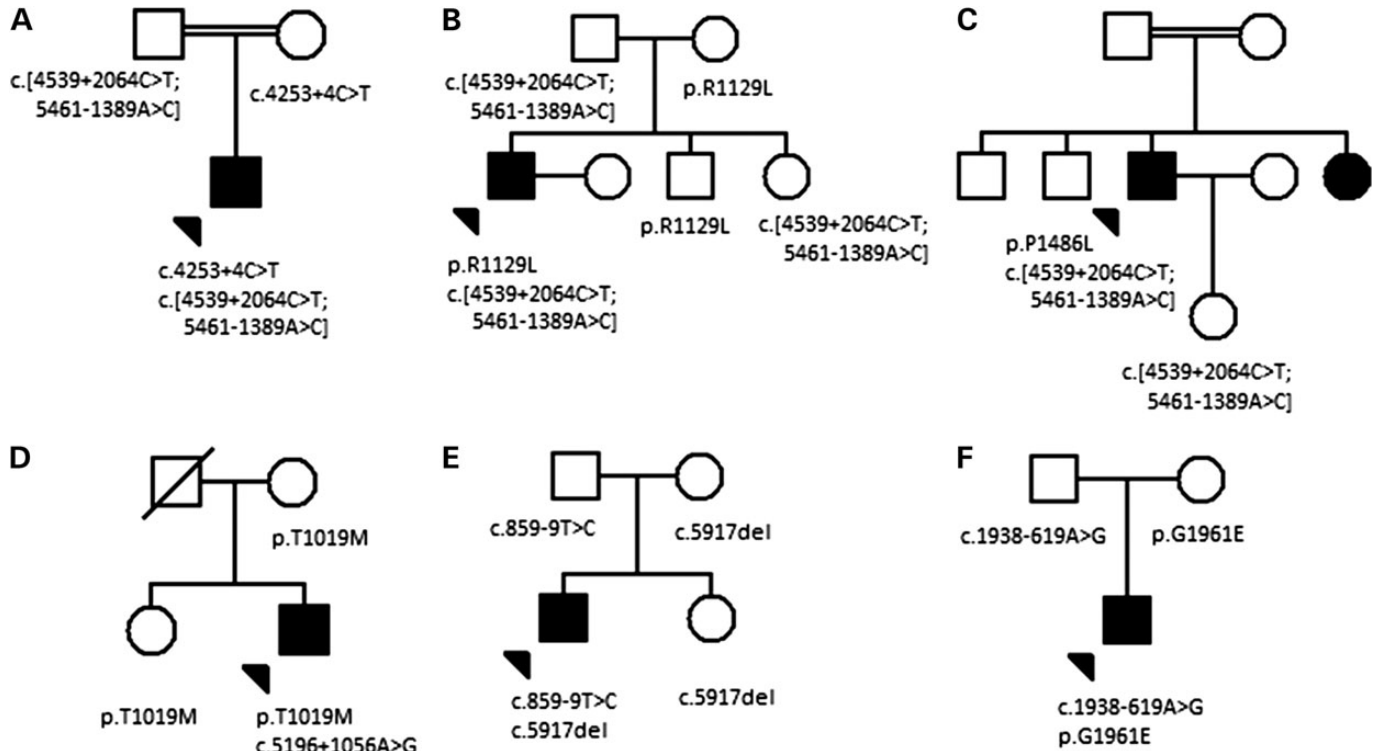 A
c.[4539+2064C>T;
5461-1389A>C]
c.4253+4C>T
c.4253+4C>T
c.[4539+2064C>T;
5461-1389A>C]
B
c.[4539+2064C>T;
5461-1389A>C]
p.R1129L
p.R1129L
c.[4539+2064C>T;
5461-1389A>C]
p.R1129L
c.[4539+2064C>T;
5461-1389A>C]
C
p.P1486L
c.[4539+2064C>T;
5461-1389A>C]
c.[4539+2064C>T;
5461-1389A>C]
D
p.T1019M
p.T1019M
p.T1019M
c.5196+1056A>G
E
c.859-9T>C
c.5917del
c.859-9T>C
c.5917del
c.5917del
F
c.1938-619A>G
p.G1961E
c.1938-619A>G
p.G1961E